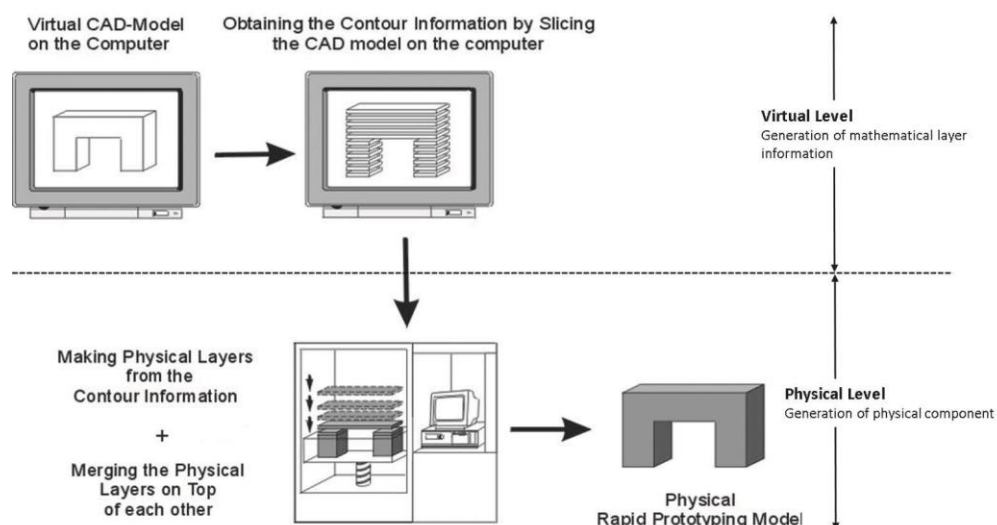 Virtual CAD-Model
on the Computer
Obtaining the Contour Information by Slicing
the CAD model on the computer
Virtual Level
Generation of mathematical layer
information
Making Physical Layers
from the
Contour Information
+
Merging the Physical
Layers on Top
of each other
Physical Level
Generation of physical component
Physical
Rapid Prototyping Model